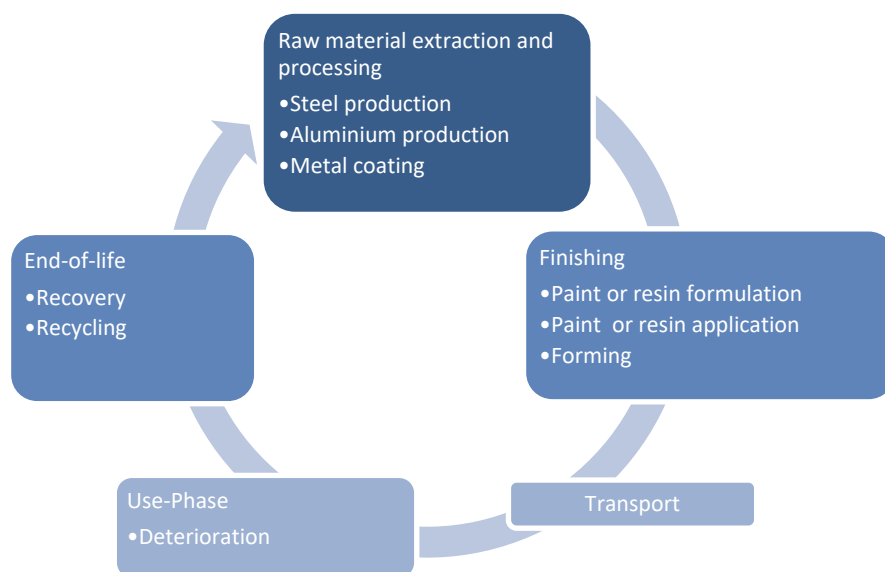 Raw material extraction and
processing
•Steel production
•Aluminium production
•Metal coating
Finishing
•Paint or resin formulation
•Paint  or resin application
•Forming
Transport
Use-Phase
•Deterioration
End-of-life
•Recovery
•Recycling